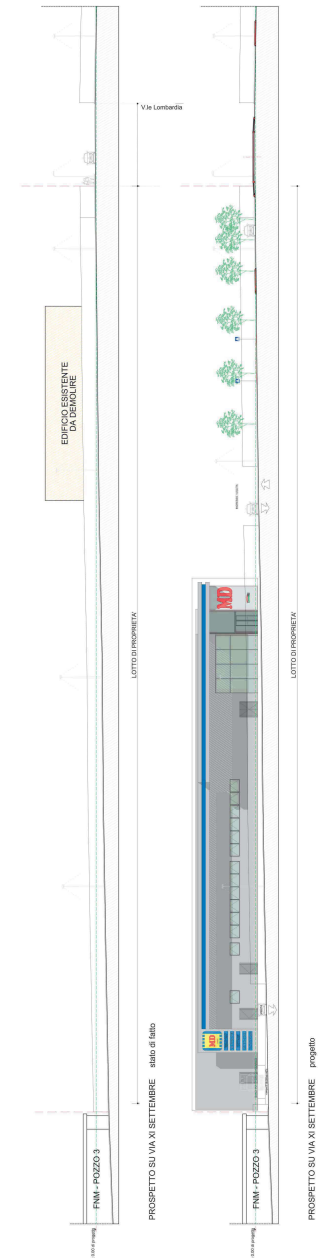 V.le Lombardia
EDIFICIO ESISTENTE
DA DEMOLIRE
LOTTO DI PROPRIETA'
FNM - POZZO 3
PROSPETTO SU VIA XI SETTEMBRE stato di fatto
MD
LOTTO DI PROPRIETA'
MD
FNM - POZZO 3
PROSPETTO SU VIA XI SETTEMBRE progetto